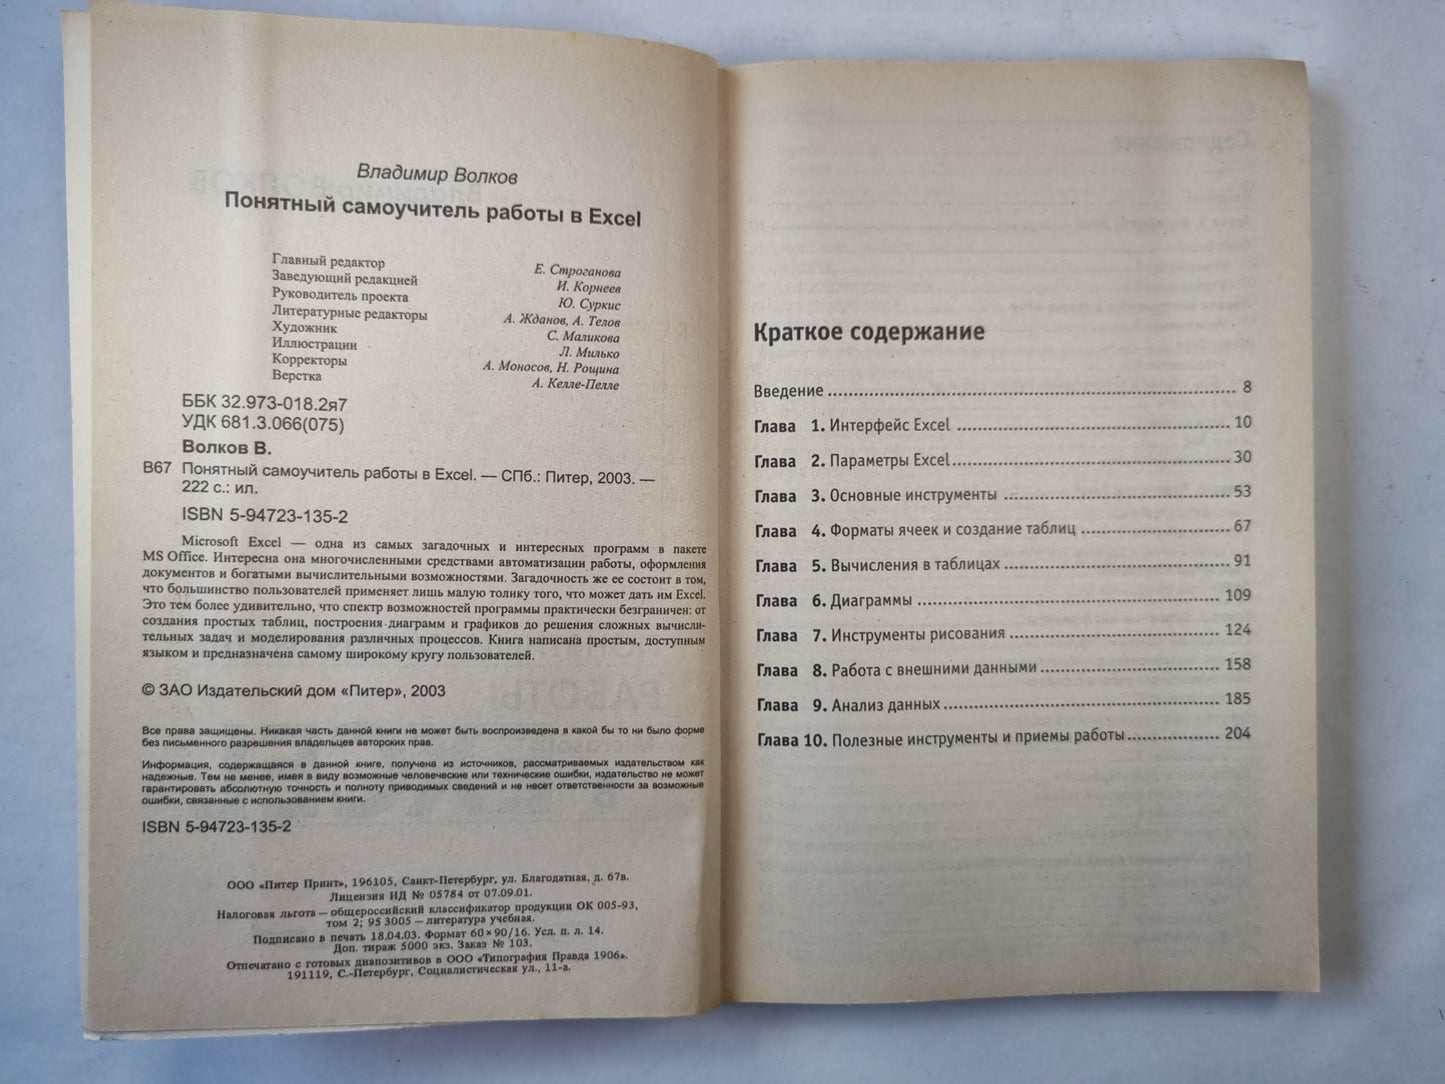 Владимир Волков
Понятный самоучитель работы в Excel
Главный редактор Е. Строганова
Заведующий редакцией И. Корнеев
Руководитель проекта Ю. Суркис
Литературные редакторы А. Жданов, А. Телов
Художник С. Маликова
Иллюстрации Л. Милько
Корректоры А. Моносов, Н. Рощина
Верстка А. Келле-Пелле
ББК 32.973-018.2я7
УДК 681.3.066(075)
Волков В.
В67 Понятный самоучитель работы в Excel. — СПб.: Питер, 2003. —
222 с.: ил.
ISBN 5-94723-135-2
Microsoft Excel — одна из самых загадочных и интересных программ в пакете
MS Office. Интересна она многочисленными средствами автоматизации работы, оформления
документов и богатыми вычислительными возможностями. Загадочность же ее состоит в том,
что большинство пользователей применяет лишь малую толику того, что может дать им Excel.
Это тем более удивительно, что спектр возможностей программы практически безграничен: от
создания простых таблиц, построения диаграмм и графиков до решения сложных вычисли-
тельных задач и моделирования различных процессов. Книга написана простым, доступным
языком и предназначена самому широкому кругу пользователей.
© ЗАО Издательский дом «Питер», 2003
Все права защищены. Никакая часть данной книги не может быть воспроизведена в какой бы то ни было форме
без письменного разрешения владельцев авторских прав.
Информация, содержащаяся в данной книге, получена из источников, рассматриваемых издательством как
надежные. Тем не менее, имея в виду возможные человеческие или технические ошибки, издательство не может
гарантировать абсолютную точность и полноту приводимых сведений и не несет ответственности за возможные
ошибки, связанные с использованием книги.
ISBN 5-94723-135-2
ООО «Питер Принт», 196105, Санкт-Петербург, ул. Благодатная, д. 67в.
Лицензия ИД № 05784 от 07.09.01.
Налоговая льгота — общероссийский классификатор продукции ОК 005-93,
том 2; 95 3005 — литература учебная.
Подписано в печать 18.04.03. Формат 60×90/16. Усл. п. л. 14.
Доп. тираж 5000 экз. Заказ № 103.
Отпечатано с готовых диапозитивов в ООО «Типография Правда 1906».
191119, С.-Петербург, Социалистическая ул., 11-а.
Краткое содержание
Введение ........ 8
Глава 1. Интерфейс Excel ........ 10
Глава 2. Параметры Excel ........ 30
Глава 3. Основные инструменты ........ 53
Глава 4. Форматы ячеек и создание таблиц ........ 67
Глава 5. Вычисления в таблицах ........ 91
Глава 6. Диаграммы ........ 109
Глава 7. Инструменты рисования ........ 124
Глава 8. Работа с внешними данными ........ 158
Глава 9. Анализ данных ........ 185
Глава 10. Полезные инструменты и приемы работы ........ 204